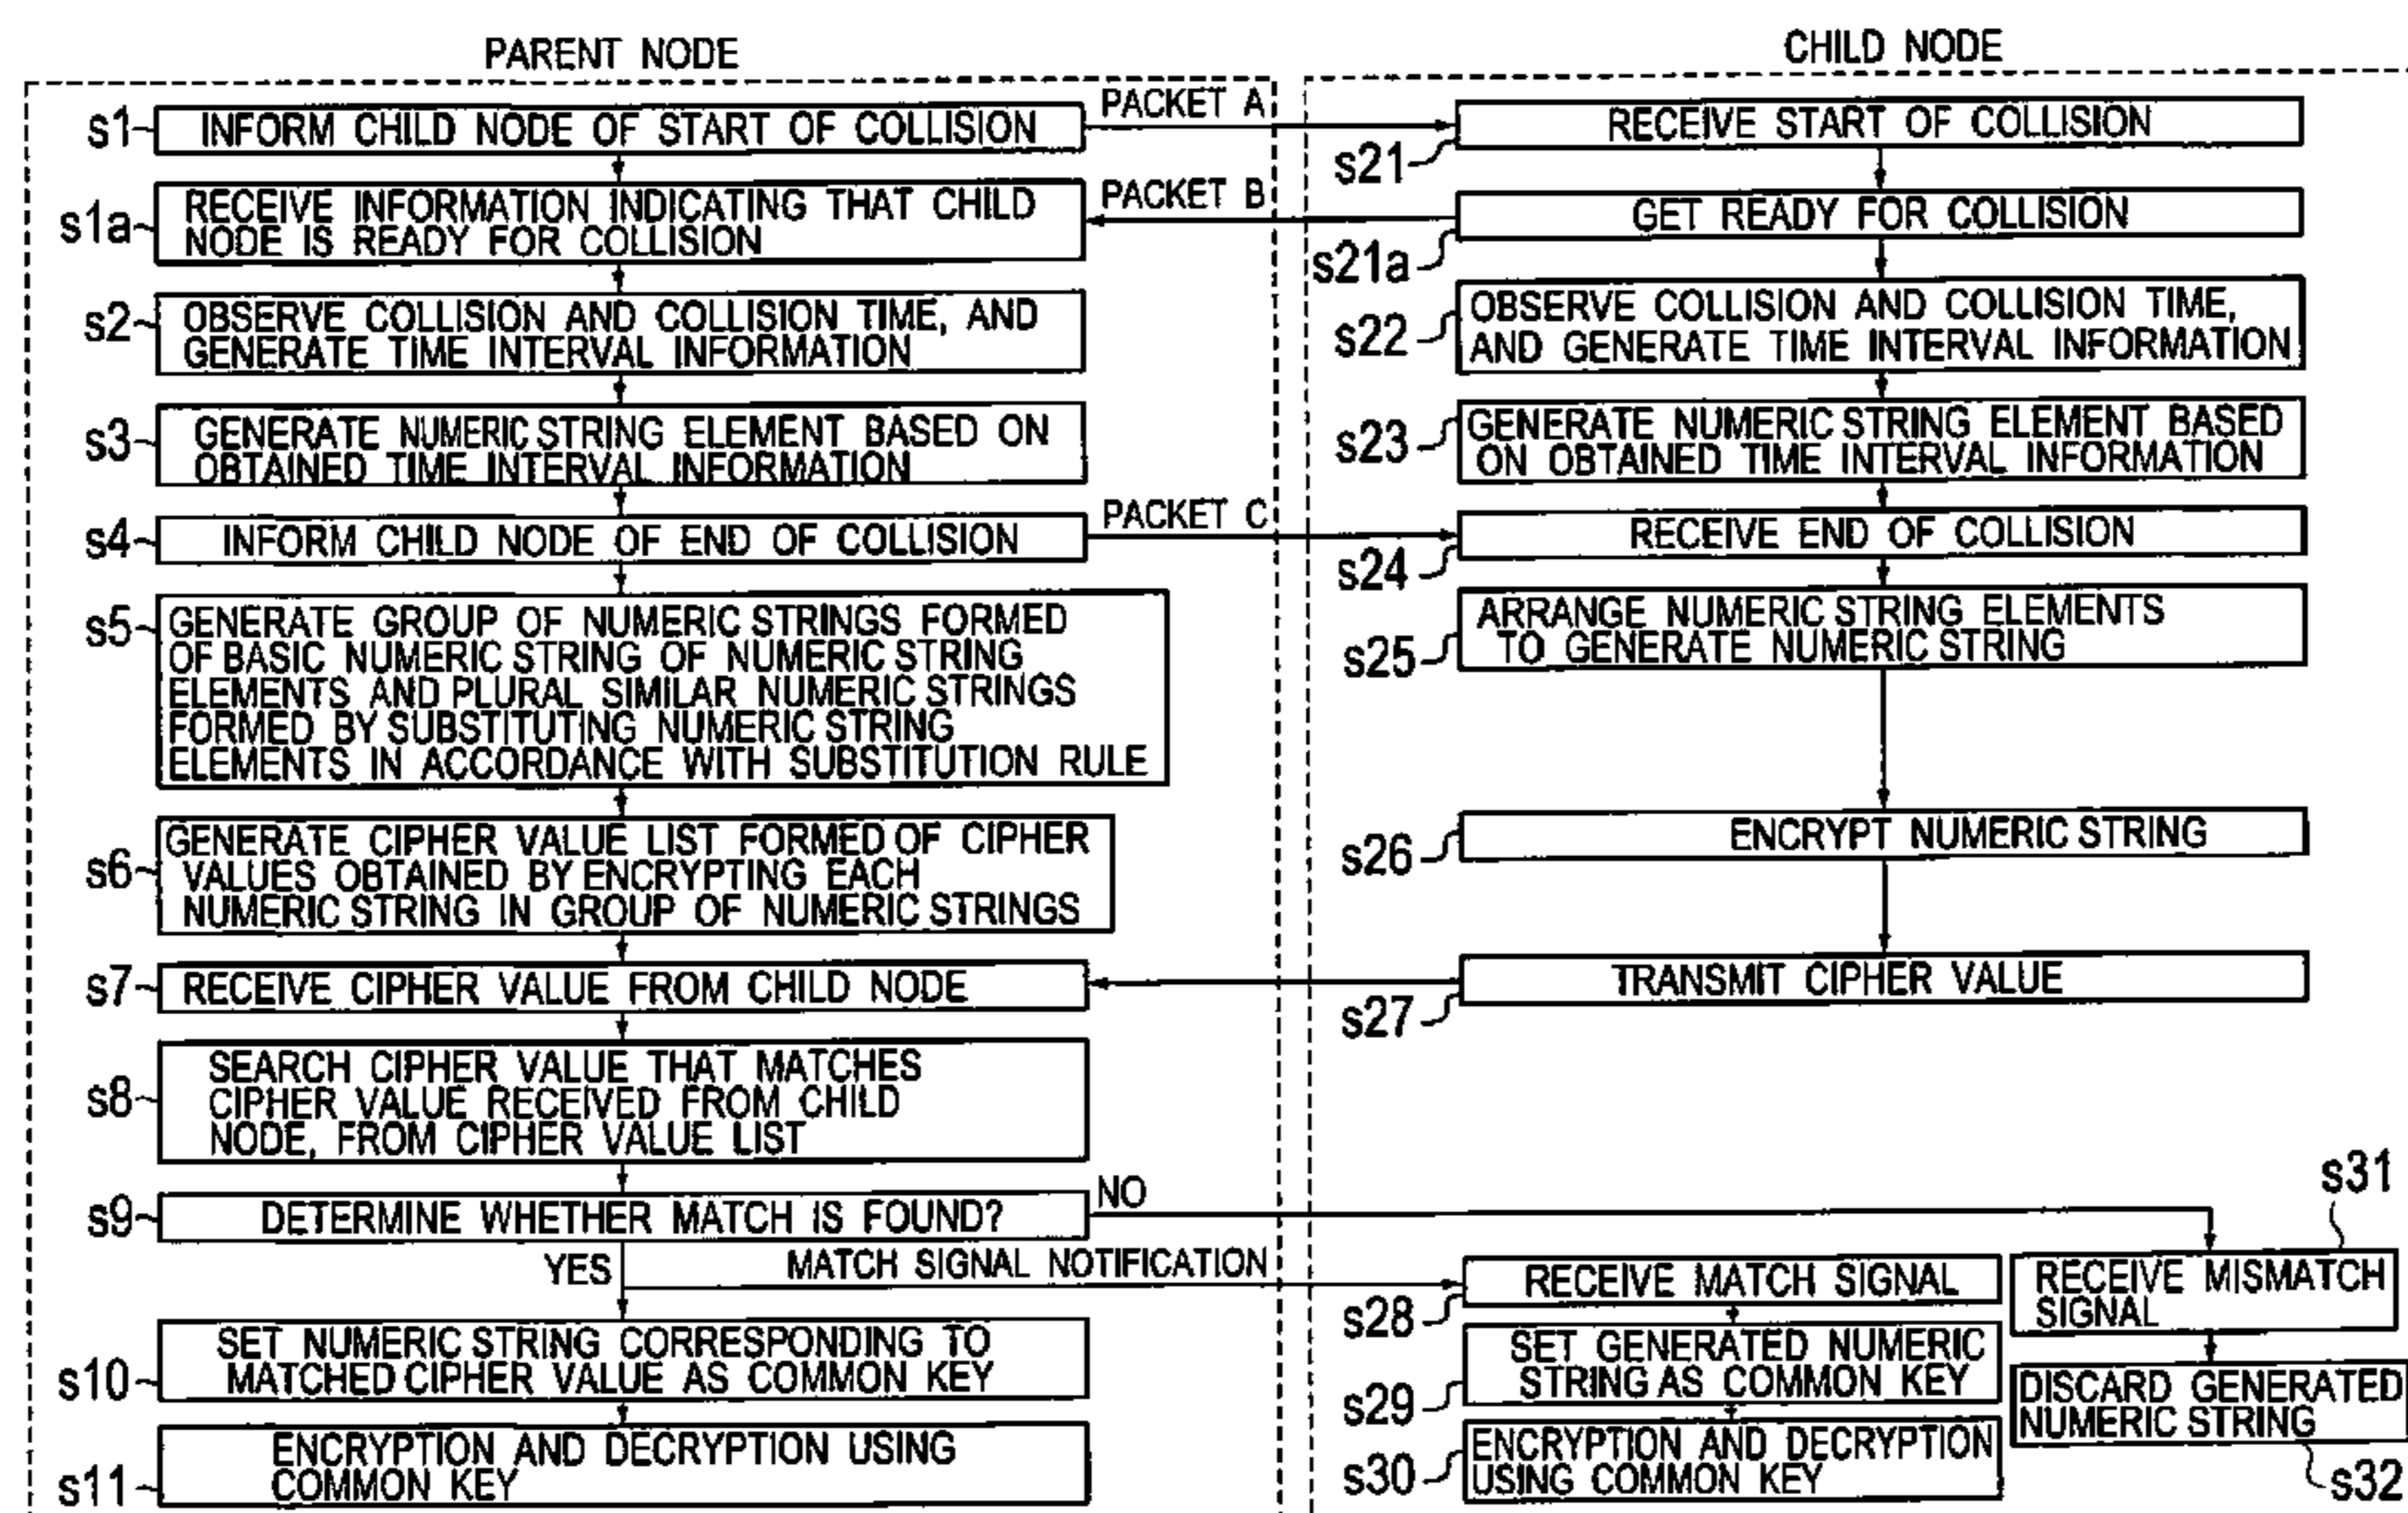 PARENT NODE
CHILD NODE
s1
INFORM CHILD NODE OF START OF COLLISION
PACKET A
RECEIVE START OF COLLISION
s21
s1a
RECEIVE INFORMATION INDICATING THAT CHILD
NODE IS READY FOR COLLISION
PACKET B
GET READY FOR COLLISION
s21a
s2
OBSERVE COLLISION AND COLLISION TIME, AND
GENERATE TIME INTERVAL INFORMATION
s22
OBSERVE COLLISION AND COLLISION TIME,
AND GENERATE TIME INTERVAL INFORMATION
s3
GENERATE NUMERIC STRING ELEMENT BASED ON
OBTAINED TIME INTERVAL INFORMATION
s23
GENERATE NUMERIC STRING ELEMENT BASED
ON OBTAINED TIME INTERVAL INFORMATION
s4
INFORM CHILD NODE OF END OF COLLISION
PACKET C
RECEIVE END OF COLLISION
s24
s5
GENERATE GROUP OF NUMERIC STRINGS FORMED
OF BASIC NUMERIC STRING OF NUMERIC STRING
ELEMENTS AND PLURAL SIMILAR NUMERIC STRINGS
FORMED BY SUBSTITUTING NUMERIC STRING
ELEMENTS IN ACCORDANCE WITH SUBSTITUTION RULE
s25
ARRANGE NUMERIC STRING ELEMENTS
TO GENERATE NUMERIC STRING
s6
GENERATE CIPHER VALUE LIST FORMED OF CIPHER
VALUES OBTAINED BY ENCRYPTING EACH
NUMERIC STRING IN GROUP OF NUMERIC STRINGS
s26
ENCRYPT NUMERIC STRING
s7
RECEIVE CIPHER VALUE FROM CHILD NODE
TRANSMIT CIPHER VALUE
s27
s8
SEARCH CIPHER VALUE THAT MATCHES
CIPHER VALUE RECEIVED FROM CHILD
NODE, FROM CIPHER VALUE LIST
s9
DETERMINE WHETHER MATCH IS FOUND?
NO
s31
YES
MATCH SIGNAL NOTIFICATION
RECEIVE MATCH SIGNAL
s28
RECEIVE MISMATCH
SIGNAL
s10
SET NUMERIC STRING CORRESPONDING TO
MATCHED CIPHER VALUE AS COMMON KEY
s29
SET GENERATED NUMERIC
STRING AS COMMON KEY
DISCARD GENERATED
NUMERIC STRING
s11
ENCRYPTION AND DECRYPTION USING
COMMON KEY
s30
ENCRYPTION AND DECRYPTION
USING COMMON KEY
s32